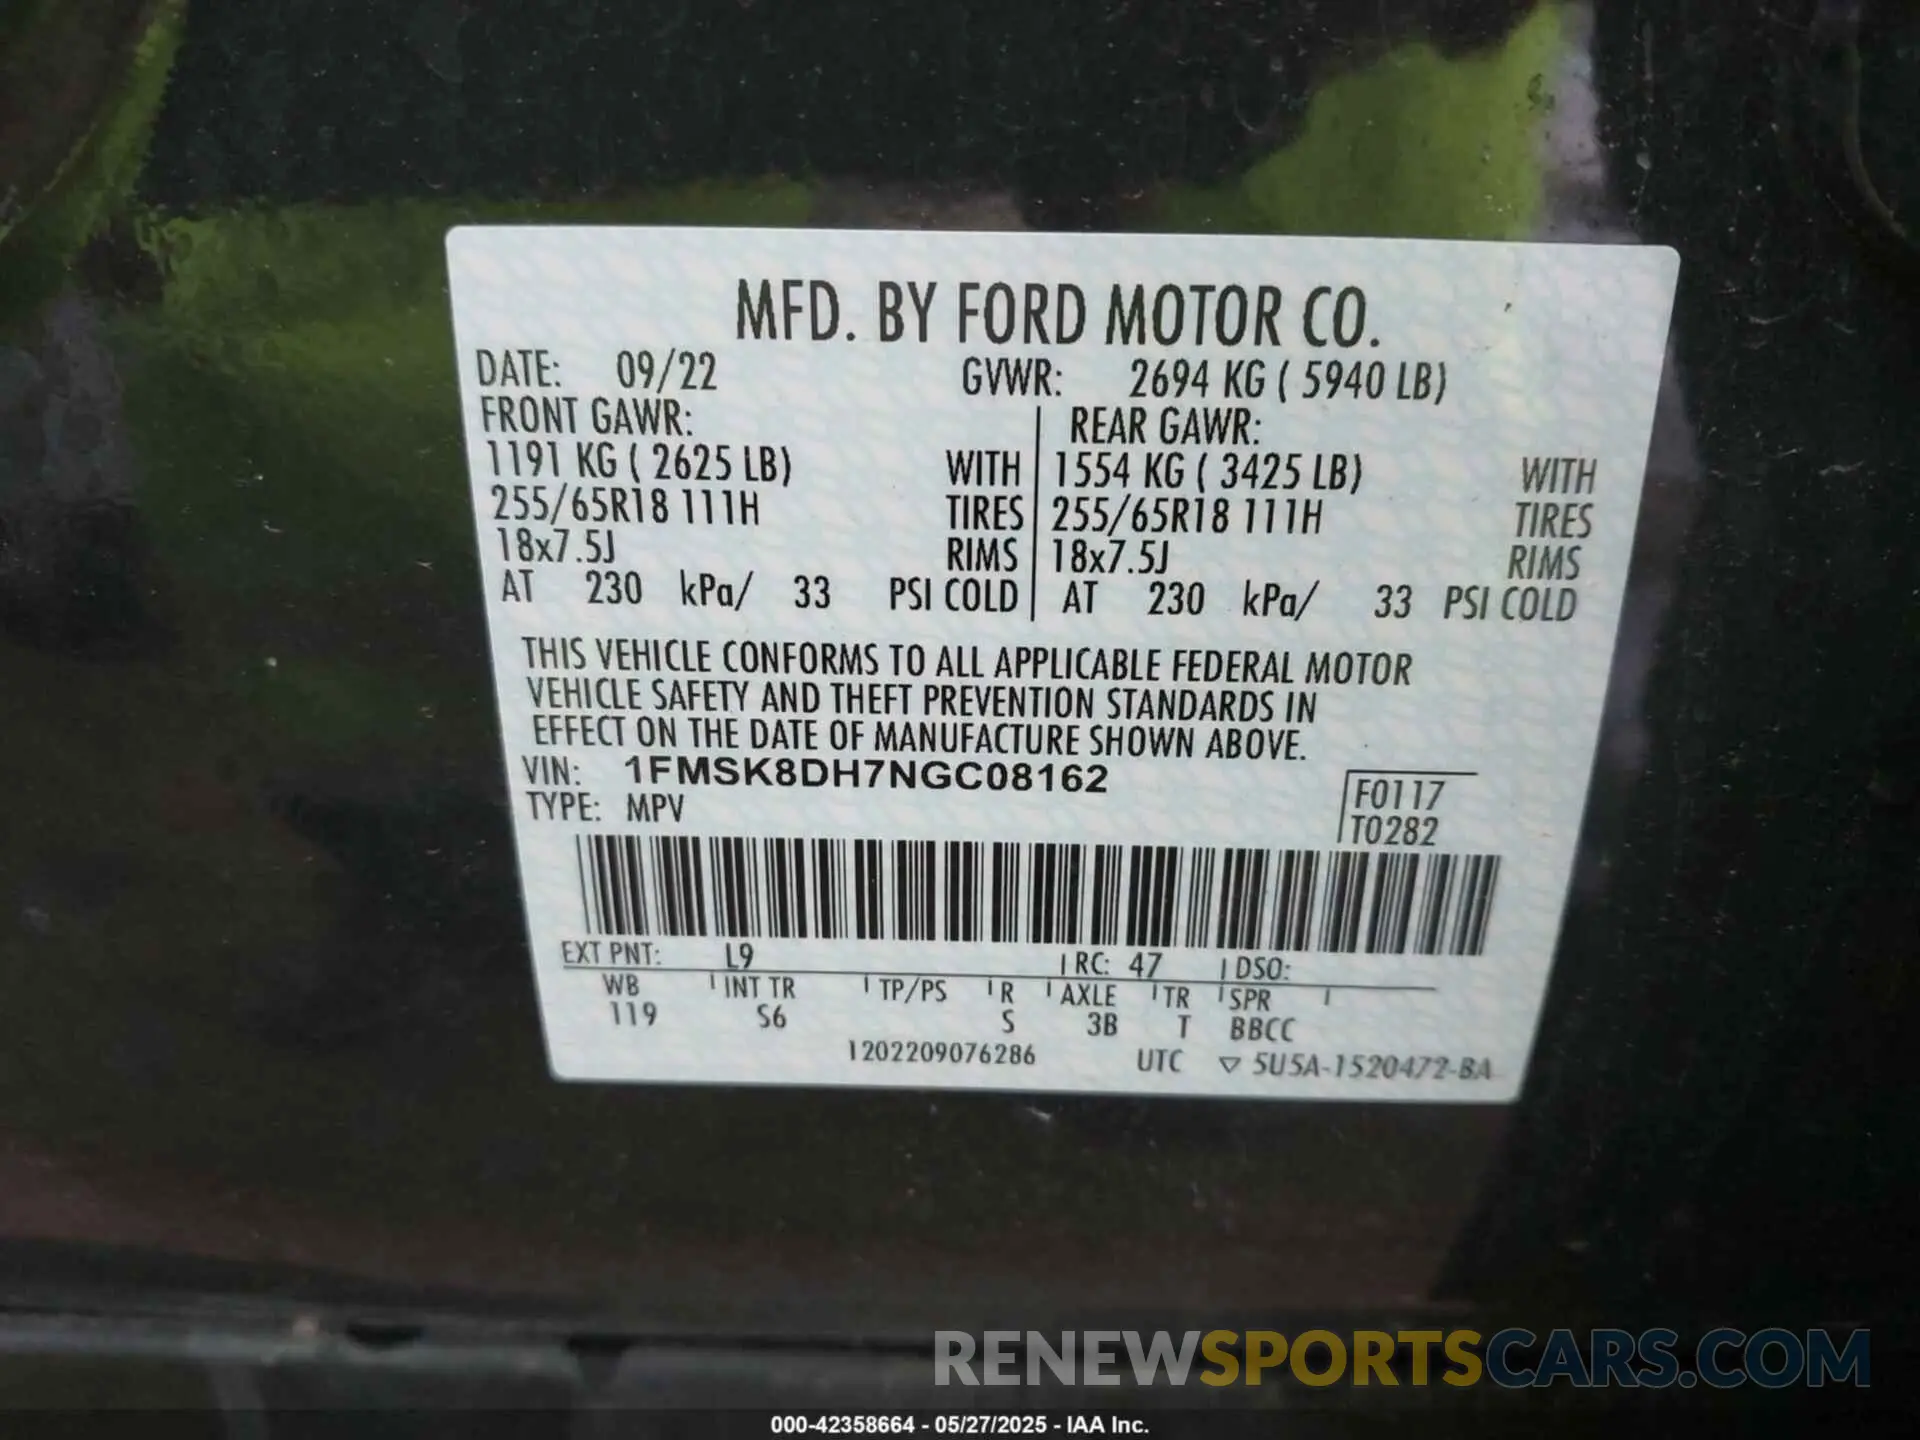 MFD. BY FORD MOTOR CO.
DATE: 09/22 GVWR: 2694 KG ( 5940 LB)
FRONT GAWR: REAR GAWR:
1191 KG ( 2625 LB) WITH 1554 KG ( 3425 LB) WITH
255/65R18 111H TIRES 255/65R18 111H TIRES
18x7.5J RIMS 18x7.5J RIMS
AT 230 kPa/ 33 PSI COLD AT 230 kPa/ 33 PSI COLD
THIS VEHICLE CONFORMS TO ALL APPLICABLE FEDERAL MOTOR
VEHICLE SAFETY AND THEFT PREVENTION STANDARDS IN
EFFECT ON THE DATE OF MANUFACTURE SHOWN ABOVE.
VIN: 1FMSK8DH7NGC08162
TYPE: MPV
F0117
T0282
EXT PNT: L9 RC: 47 DSO:
WB INT TR TP/PS R AXLE TR SPR
119 S6 S 3B T BBCC
1202209076286 UTC ▽ 5U5A-1520472-BA
RENEWSPORTSCARS.COM
000-42358664 - 05/27/2025 - IAA Inc.